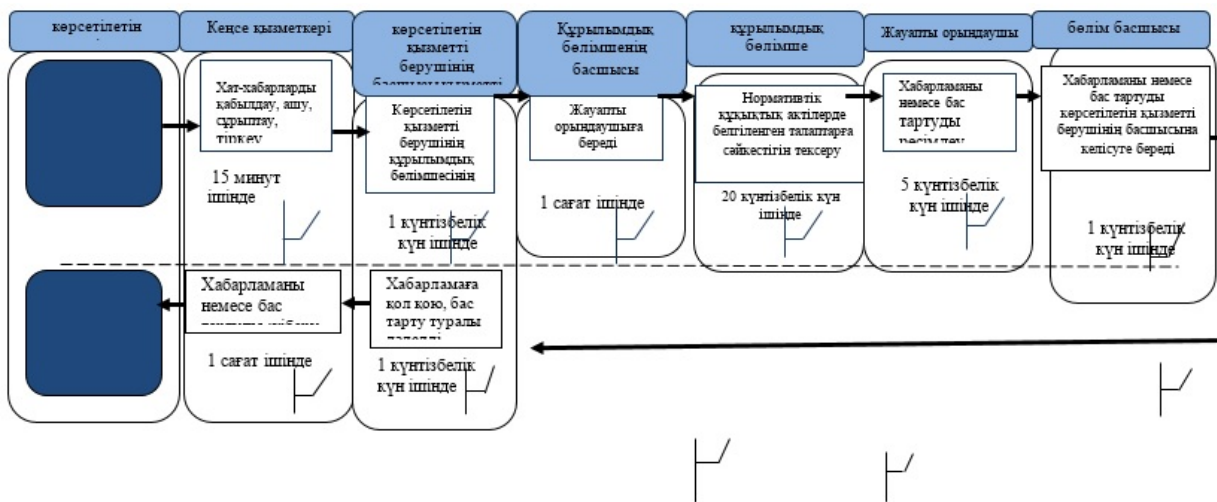 көрсетілетін
Кеңсе қызметкері
көрсетілетін
қызметті
берушінің
Құрылымдық
бөлімшенің
басшысы
құрылымдық
бөлімше
Жауапты орындаушы
бөлім басшысы
Хат-хабарларды
қабылдау, ашу,
сұрыптау,
тіркеу
15 минут
ішінде
Көрсетілетін
қызметті
берушінің
құрылымдық
бөлімшесінің
1 күнтізбелік
күн ішінде
Жауапты
орындаушыға
береді
1 сағат ішінде
Нормативтік
құқықтық актілерде
белгіленген талаптарға
сәйкестігін тексеру
20 күнтізбелік күн
ішінде
Хабарламаны
немесе бас
тартуды
ресімдеу
5 күнтізбелік
күн ішінде
Хабарламаны немесе
бас тартуды
көрсетілетін қызметті
берушінің басшысына
келісуге береді
1 күнтізбелік
күн ішінде
Хабарламаны
немесе бас
1 сағат ішінде
Хабарламаға
қол қою, бас
тарту туралы
1 күнтізбелік
күн ішінде